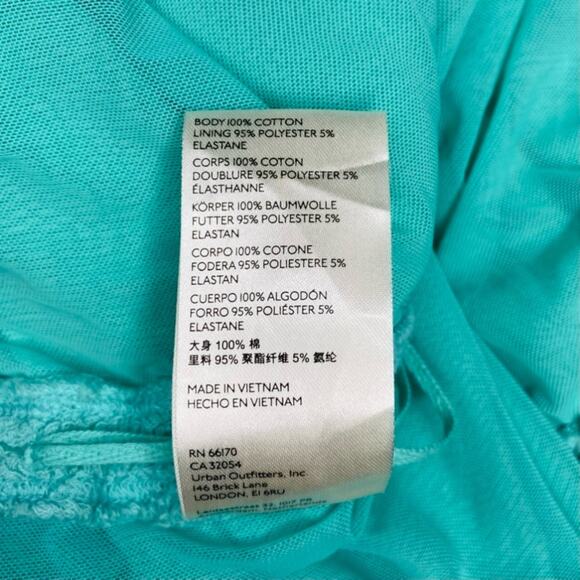 BODY 100% COTTON
LINING 95% POLYESTER 5%
ELASTANE
CORPS 100% COTON
DOUBLURE 95% POLYESTER 5%
ÉLASTHANNE
KÖRPER 100% BAUMWOLLE
FUTTER 95% POLYESTER 5%
ELASTAN
CORPO 100% COTONE
FODERA 95% POLIESTERE 5%
ELASTAN
CUERPO 100% ALGODÓN
FORRO 95% POLIÉSTER 5%
ELASTANE
大身 100% 棉
里料 95% 聚酯纤维 5% 氨纶
MADE IN VIETNAM
HECHO EN VIETNAM
RN 66170
CA 32054
Urban Outfitters, Inc
146 Brick Lane
LONDON, E1 6RU